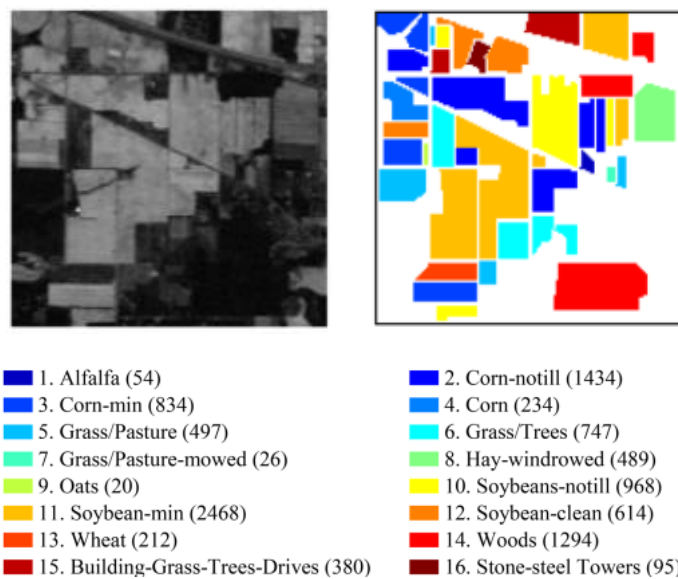 1. Alfalfa (54)
2. Corn-notill (1434)
3. Corn-min (834)
4. Corn (234)
5. Grass/Pasture (497)
6. Grass/Trees (747)
7. Grass/Pasture-mowed (26)
8. Hay-windrowed (489)
9. Oats (20)
10. Soybeans-notill (968)
11. Soybean-min (2468)
12. Soybean-clean (614)
13. Wheat (212)
14. Woods (1294)
15. Building-Grass-Trees-Drives (380)
16. Stone-steel Towers (95)